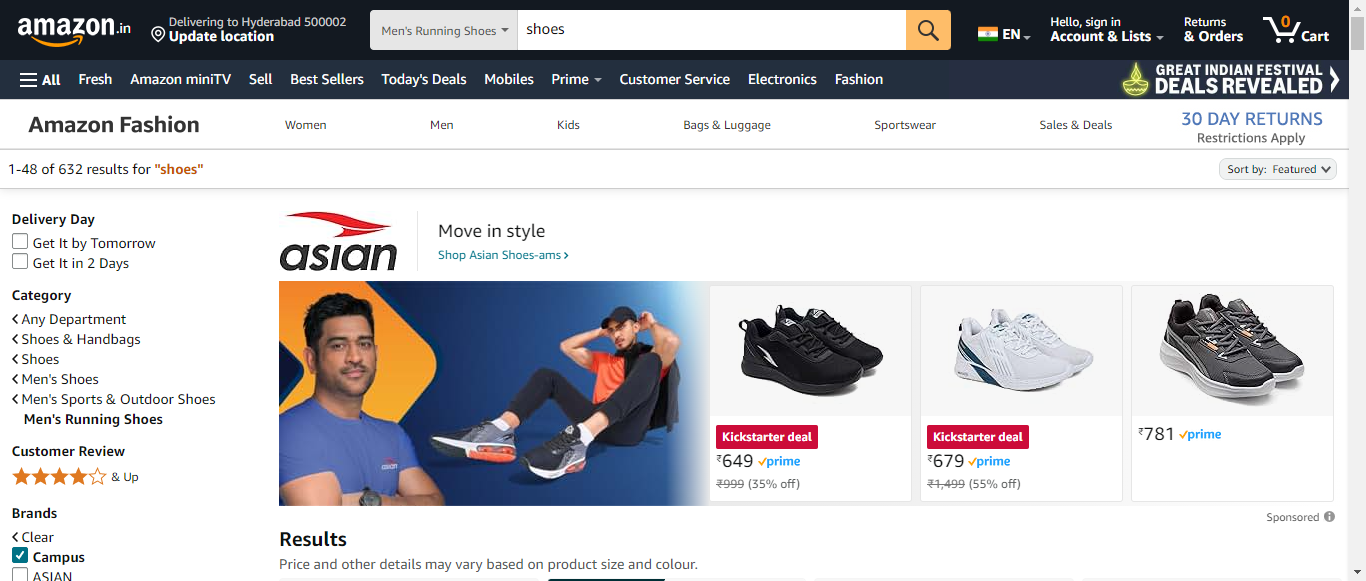 amazon.in
Delivering to Hyderabad 500002
Update location
Men's Running Shoes
shoes
EN
Hello, sign in
Account & Lists
Returns
& Orders
0
Cart
All
Fresh
Amazon miniTV
Sell
Best Sellers
Today's Deals
Mobiles
Prime
Customer Service
Electronics
Fashion
GREAT INDIAN FESTIVAL
DEALS REVEALED
Amazon Fashion
Women
Men
Kids
Bags & Luggage
Sportswear
Sales & Deals
30 DAY RETURNS
Restrictions Apply
1-48 of 632 results for "shoes"
Sort by: Featured
Delivery Day
Get It by Tomorrow
Get It in 2 Days
Category
Any Department
Shoes & Handbags
Shoes
Men's Shoes
Men's Sports & Outdoor Shoes
Men's Running Shoes
Customer Review
& Up
Brands
Clear
Campus
ASIAN
asian
Move in style
Shop Asian Shoes-ams
asian
Kickstarter deal
₹649 prime
₹999 (35% off)
Kickstarter deal
₹679 prime
₹1,499 (55% off)
₹781 prime
Sponsored
Results
Price and other details may vary based on product size and colour.